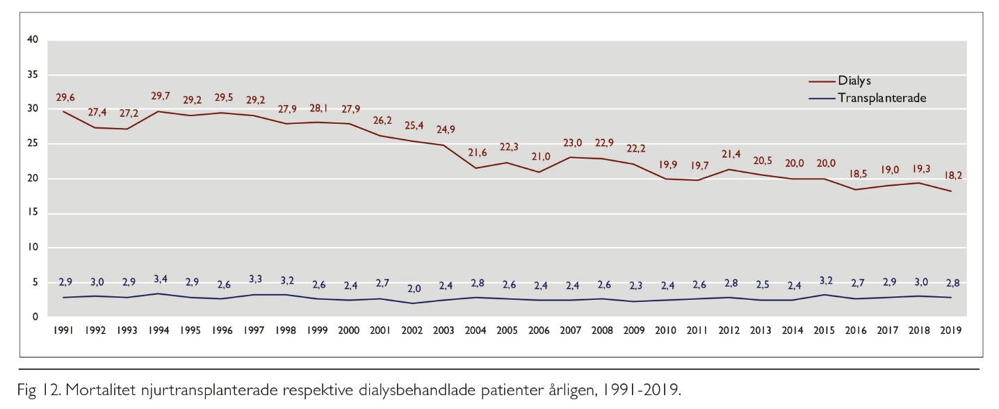 40
35
Dialys
Transplanterade
29,6 27,4 27,2 29,7 29,2 29,5 29,2 27,9 28,1 27,9 26,2 25,4 24,9 21,6 22,3 21,0 23,0 22,9 22,2 19,9 19,7 21,4 20,5 20,0 20,0 18,5 19,0 19,3 18,2
30
25
20
15
10
2,9 3,0 2,9 3,4 2,9 2,6 3,3 3,2 2,6 2,4 2,7 2,0 2,4 2,8 2,6 2,4 2,4 2,6 2,3 2,4 2,6 2,8 2,5 2,4 3,2 2,7 2,9 3,0 2,8
5
0
1991 1992 1993 1994 1995 1996 1997 1998 1999 2000 2001 2002 2003 2004 2005 2006 2007 2008 2009 2010 2011 2012 2013 2014 2015 2016 2017 2018 2019
Fig 12. Mortalitet njurtransplanterade respektive dialysbehandlade patienter årligen, 1991-2019.